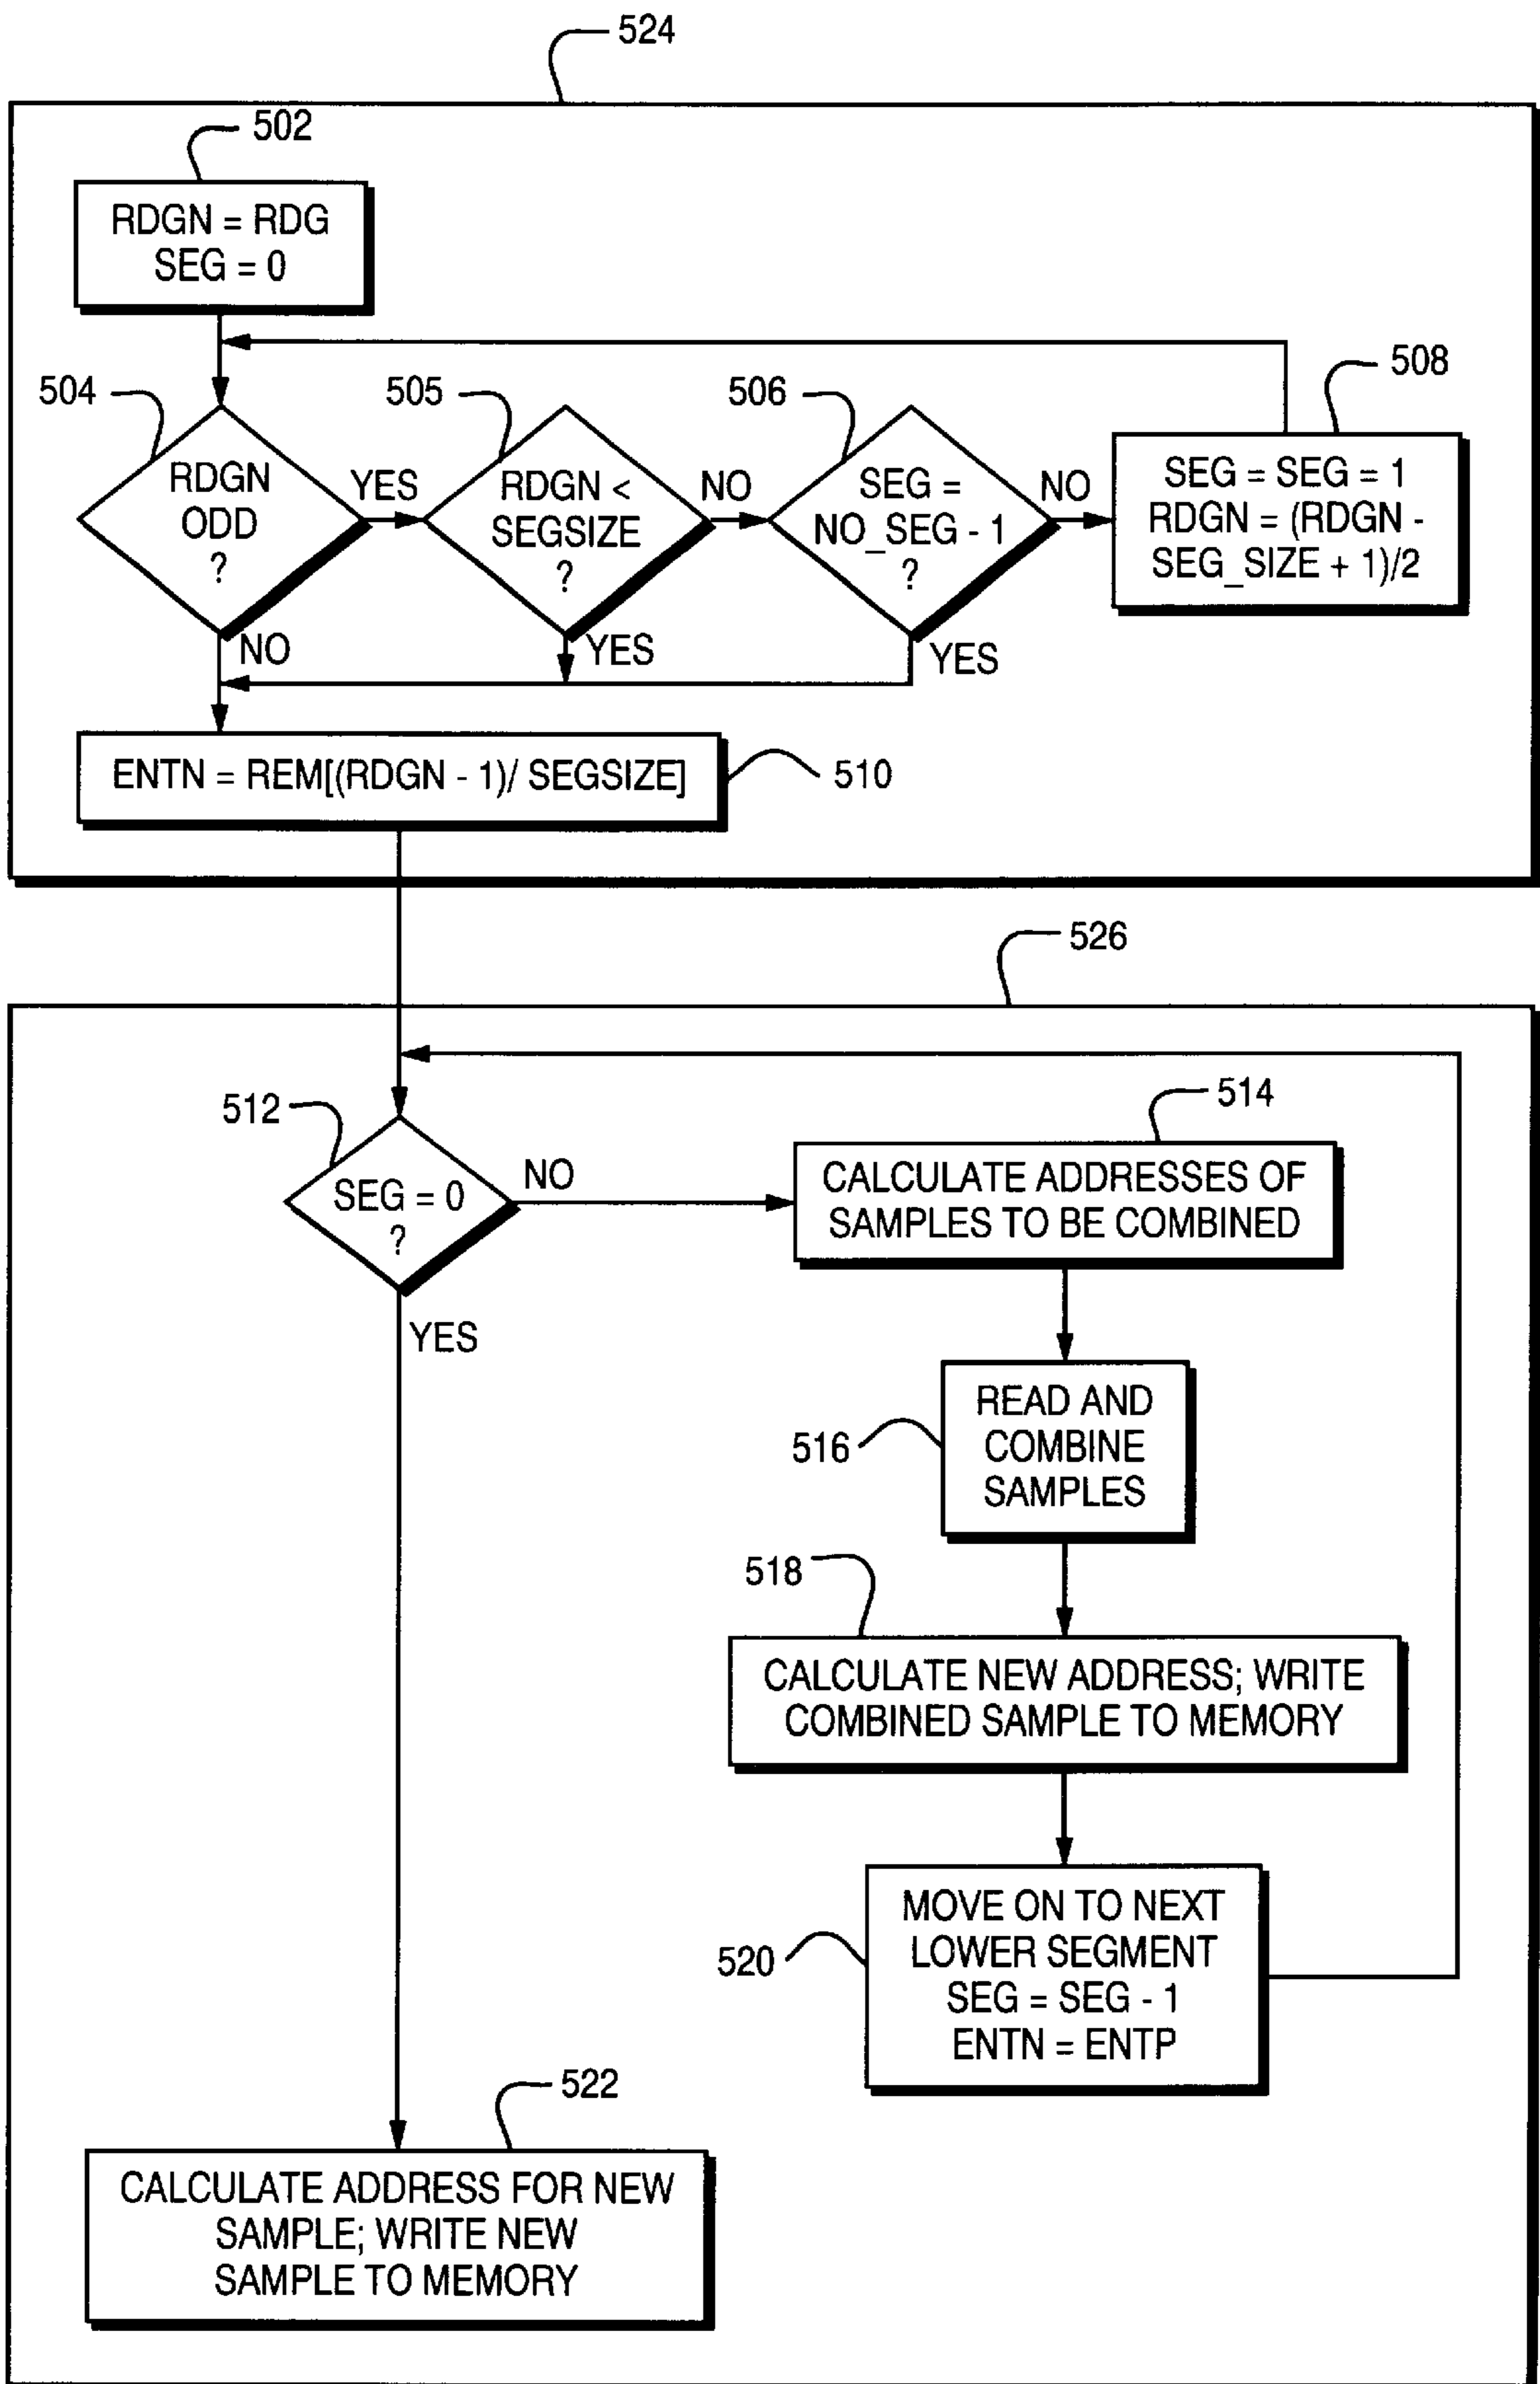 524
502
RDGN = RDG
SEG = 0
504
505
506
508
RDGN
ODD
?
YES
RDGN <
SEGSIZE
?
NO
SEG =
NO_SEG - 1
?
NO
SEG = SEG = 1
RDGN = (RDGN -
SEG_SIZE + 1)/2
NO
YES
YES
ENTN = REM[(RDGN - 1)/ SEGSIZE]
510
526
512
SEG = 0
?
NO
YES
514
CALCULATE ADDRESSES OF
SAMPLES TO BE COMBINED
516
READ AND
COMBINE
SAMPLES
518
CALCULATE NEW ADDRESS; WRITE
COMBINED SAMPLE TO MEMORY
520
MOVE ON TO NEXT
LOWER SEGMENT
SEG = SEG - 1
ENTN = ENTP
522
CALCULATE ADDRESS FOR NEW
SAMPLE; WRITE NEW
SAMPLE TO MEMORY